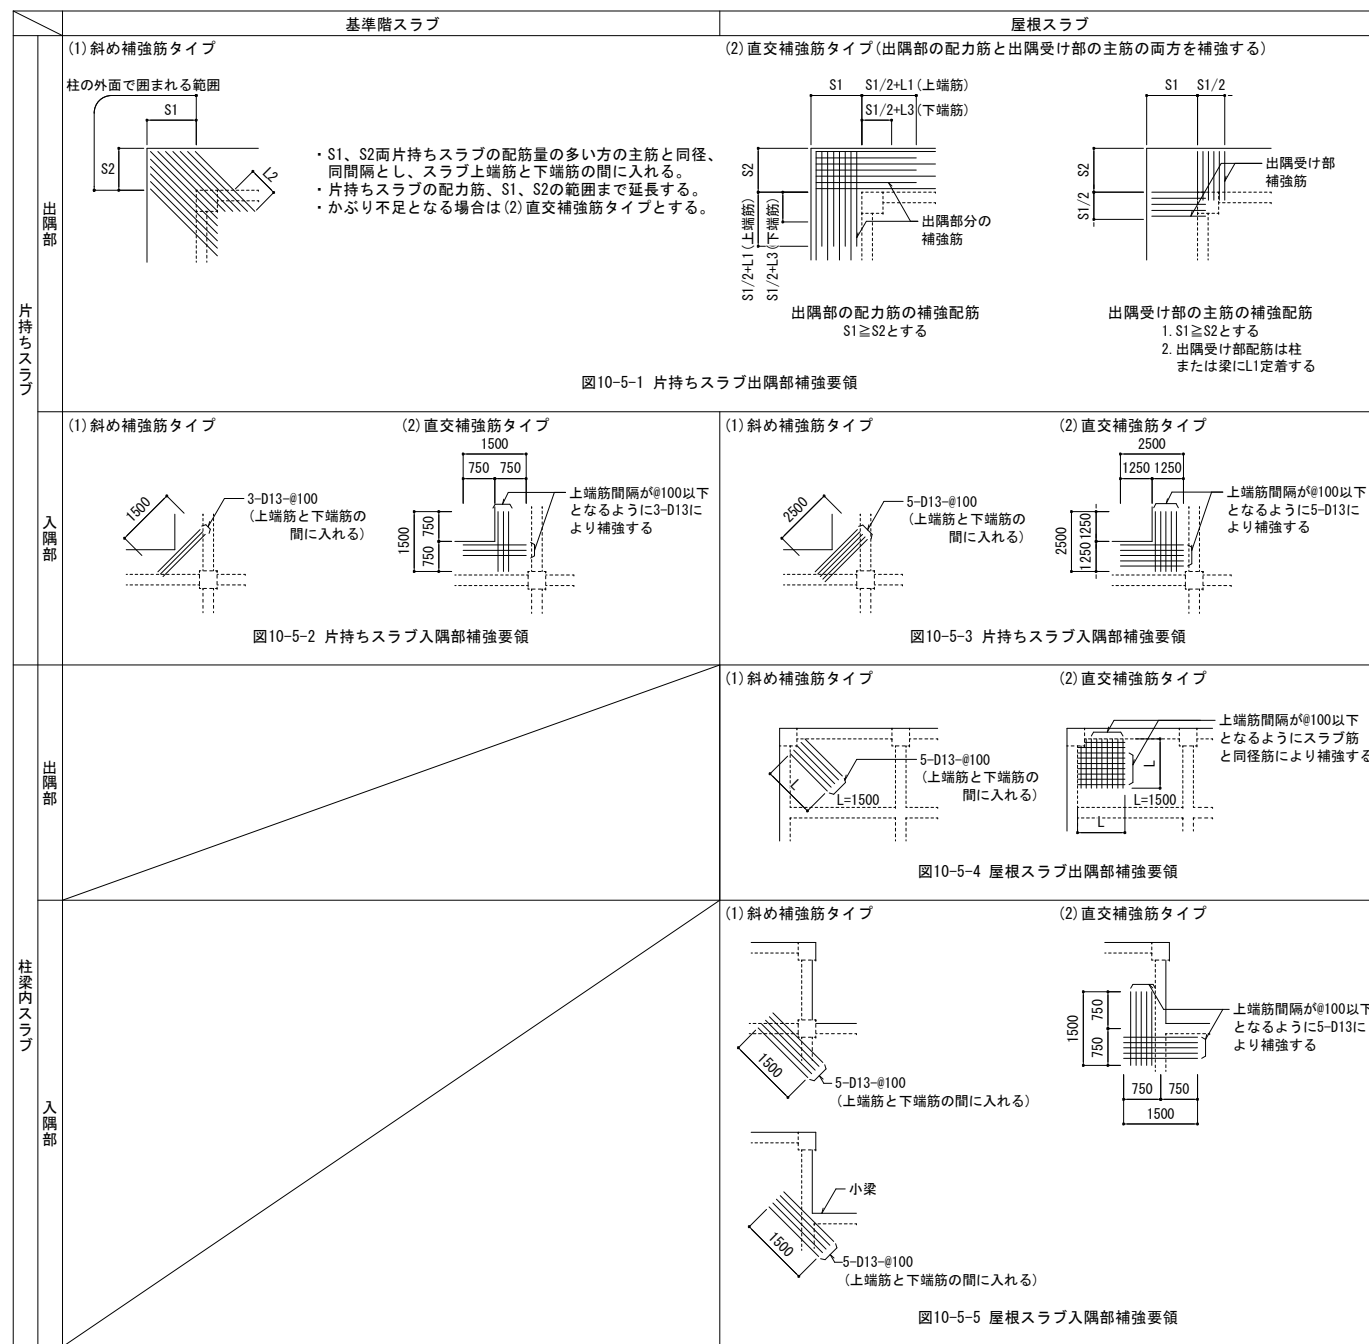 基準階スラブ
屋根スラブ
片持ちスラブ
出隅部
(1)斜め補強筋タイプ
柱の外面で囲まれる範囲
S1
S2
L2
・S1、S2両片持ちスラブの配筋量の多い方の主筋と同径、
同間隔とし、スラブ上端筋と下端筋の間に入れる。
・片持ちスラブの配力筋、S1、S2の範囲まで延長する。
・かぶり不足となる場合は(2)直交補強筋タイプとする。
(2)直交補強筋タイプ(出隅部の配力筋と出隅受け部の主筋の両方を補強する)
S1
S1/2+L1(上端筋)
S1/2+L3(下端筋)
S2
S1/2+L1(上端筋)
S1/2+L3(下端筋)
出隅部分の
補強筋
出隅部の配力筋の補強配筋
S1≧S2とする
S1
S1/2
S2
S1/2
出隅受け部
補強筋
出隅受け部の主筋の補強配筋
1. S1≧S2とする
2. 出隅受け部配筋は柱
または梁にL1定着する
図10-5-1 片持ちスラブ出隅部補強要領
入隅部
(1)斜め補強筋タイプ
1500
3-D13-@100
(上端筋と下端筋の
間に入れる)
(2)直交補強筋タイプ
1500
750
750
1500
750
750
上端筋間隔が@100以下
となるように3-D13に
より補強する
図10-5-2 片持ちスラブ入隅部補強要領
(1)斜め補強筋タイプ
2500
5-D13-@100
(上端筋と下端筋の
間に入れる)
(2)直交補強筋タイプ
2500
1250
1250
2500
1250
1250
上端筋間隔が@100以下
となるように5-D13に
より補強する
図10-5-3 片持ちスラブ入隅部補強要領
柱梁内スラブ
出隅部
(1)斜め補強筋タイプ
5-D13-@100
(上端筋と下端筋の
間に入れる)
L
L=1500
(2)直交補強筋タイプ
上端筋間隔が@100以下
となるようにスラブ筋
と同径筋により補強する
L
L=1500
L
図10-5-4 屋根スラブ出隅部補強要領
入隅部
(1)斜め補強筋タイプ
1500
5-D13-@100
(上端筋と下端筋の間に入れる)
小梁
1500
5-D13-@100
(上端筋と下端筋の間に入れる)
(2)直交補強筋タイプ
1500
750
750
750
750
1500
上端筋間隔が@100以下
となるように5-D13に
より補強する
図10-5-5 屋根スラブ入隅部補強要領